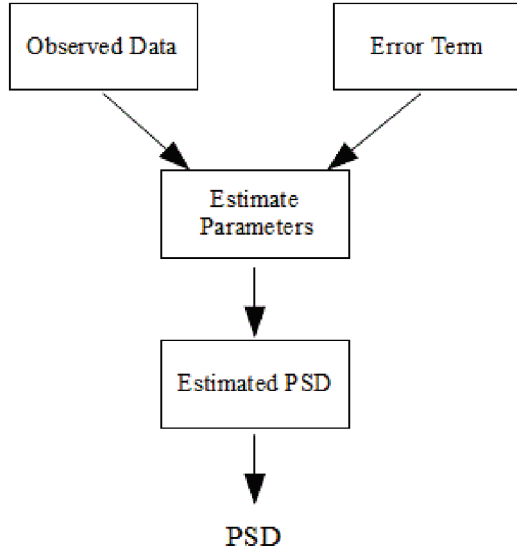 Observed Data
Error Term
Estimate
Parameters
Estimated PSD
PSD